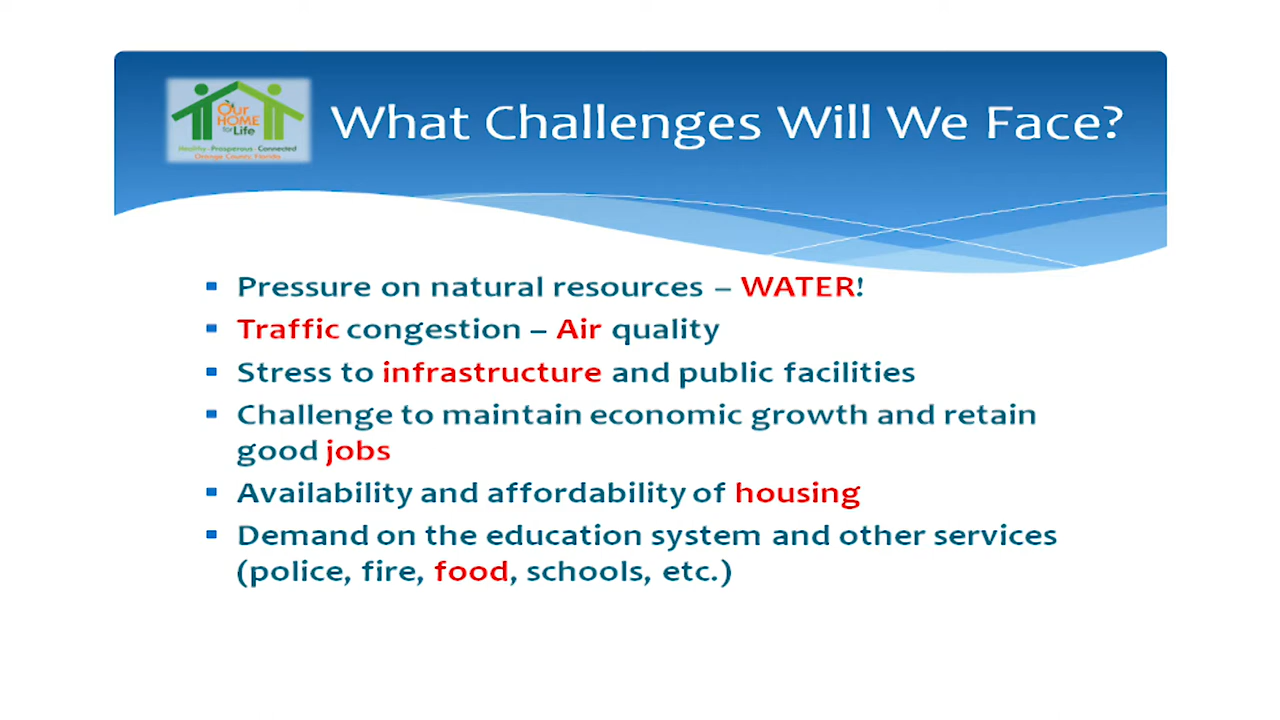 Our
HOME
for Life
Healthy · Prosperous · Connected
Orange County Florida
What Challenges Will We Face?
Pressure on natural resources – WATER!
Traffic congestion – Air quality
Stress to infrastructure and public facilities
Challenge to maintain economic growth and retain
good jobs
Availability and affordability of housing
Demand on the education system and other services
(police, fire, food, schools, etc.)